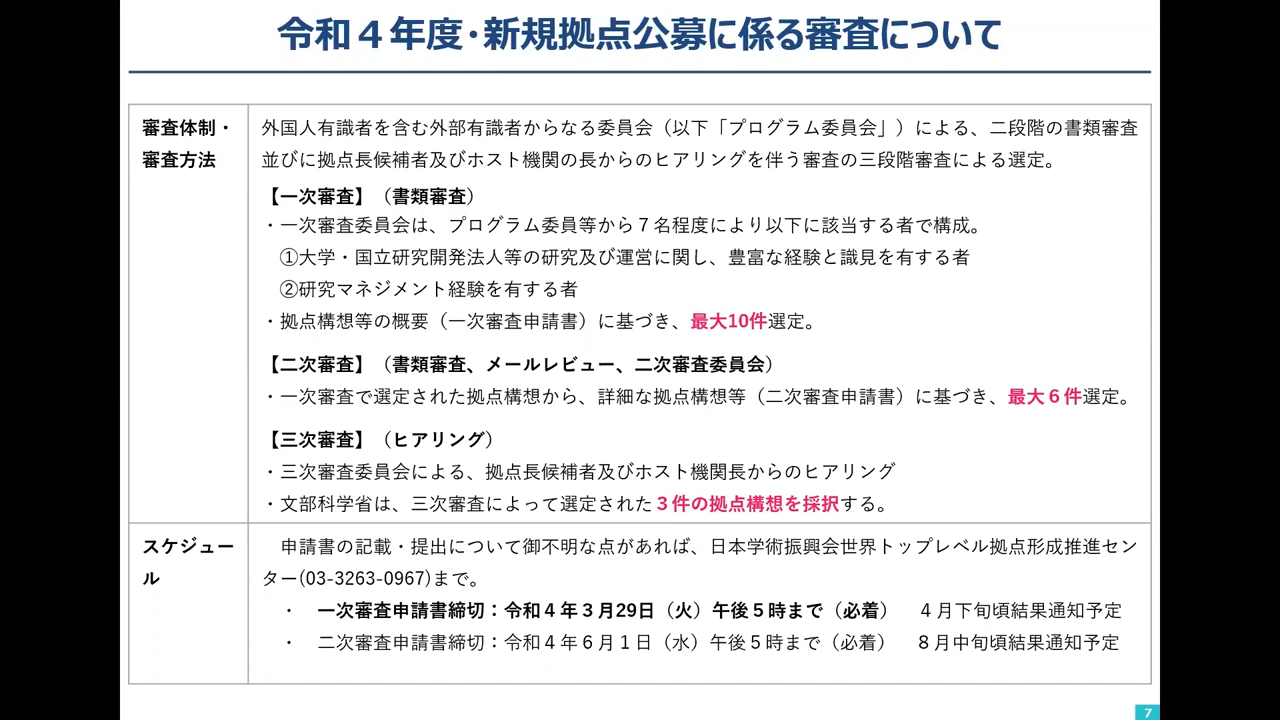 令和４年度・新規拠点公募に係る審査について
審査体制・
審査方法
外国人有識者を含む外部有識者からなる委員会（以下「プログラム委員会」）による、二段階の書類審査
並びに拠点長候補者及びホスト機関の長からのヒアリングを伴う審査の三段階審査による選定。
【一次審査】（書類審査）
・一次審査委員会は、プログラム委員等から７名程度により以下に該当する者で構成。
①大学・国立研究開発法人等の研究及び運営に関し、豊富な経験と識見を有する者
②研究マネジメント経験を有する者
・拠点構想等の概要（一次審査申請書）に基づき、最大10件選定。
【二次審査】（書類審査、メールレビュー、二次審査委員会）
・一次審査で選定された拠点構想から、詳細な拠点構想等（二次審査申請書）に基づき、最大６件選定。
【三次審査】（ヒアリング）
・三次審査委員会による、拠点長候補者及びホスト機関長からのヒアリング
・文部科学省は、三次審査によって選定された３件の拠点構想を採択する。
スケジュー
ル
申請書の記載・提出について御不明な点があれば、日本学術振興会世界トップレベル拠点形成推進セン
ター(03-3263-0967)まで。
・ 一次審査申請書締切：令和４年３月29日（火）午後５時まで（必着） ４月下旬頃結果通知予定
・ 二次審査申請書締切：令和４年６月１日（水）午後５時まで（必着） ８月中旬頃結果通知予定
7